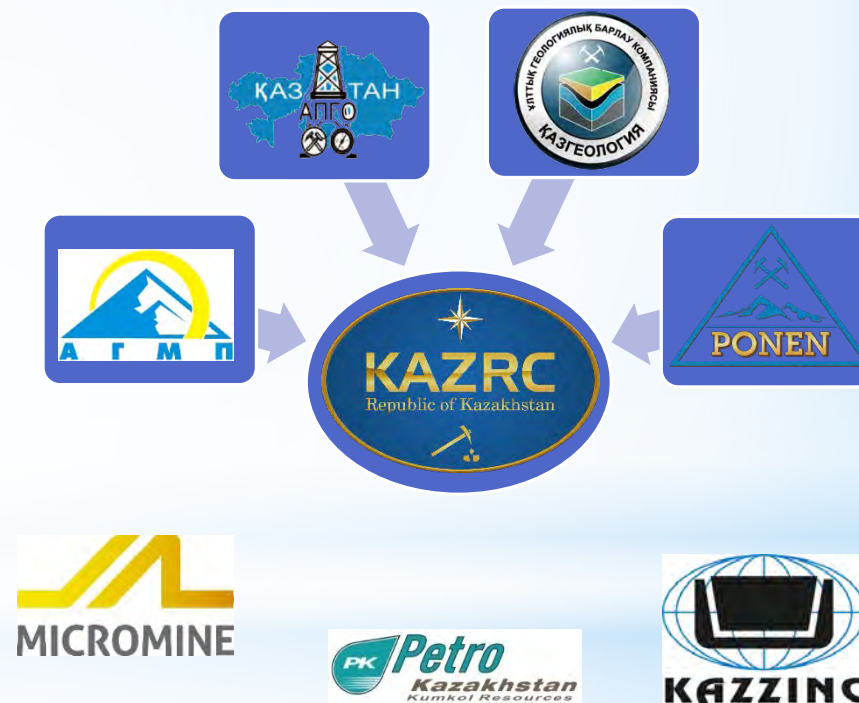 ҚАЗ ТАН
АПГО
ҰЛТТЫҚ ГЕОЛОГИЯЛЫҚ БАРЛАУ КОМПАНИЯСЫ
ҚАЗГЕОЛОГИЯ
А Г М П
PONEN
KAZRC
Republic of Kazakhstan
MICROMINE
PK Petro
Kazakhstan
Kumkol Resources
KAZZINC